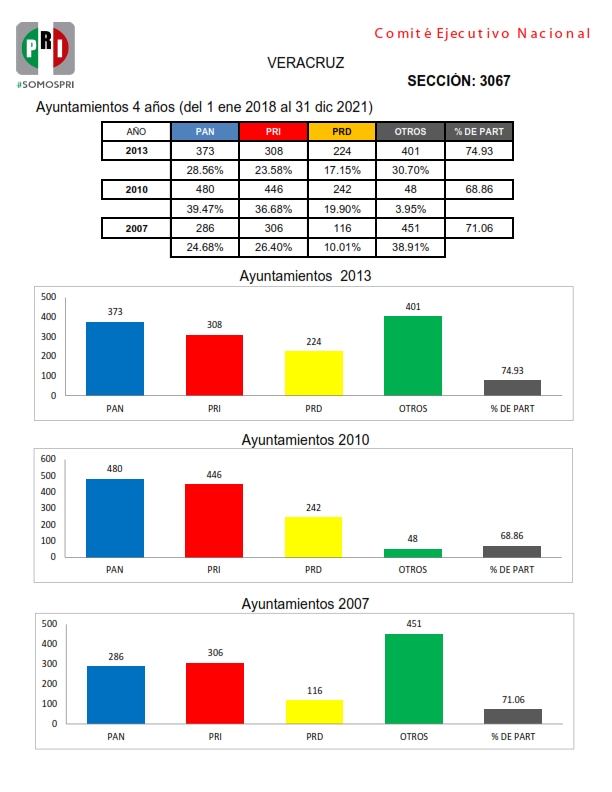 Comité Ejecutivo Nacional
PRI
#SOMOSPRI
VERACRUZ
SECCIÓN: 3067
Ayuntamientos 4 años (del 1 ene 2018 al 31 dic 2021)
AÑO PAN PRI PRD OTROS % DE PART
2013 373 308 224 401 74.93
28.56% 23.58% 17.15% 30.70%
2010 480 446 242 48 68.86
39.47% 36.68% 19.90% 3.95%
2007 286 306 116 451 71.06
24.68% 26.40% 10.01% 38.91%
Ayuntamientos 2013
500
400
300
200
100
0
373 308 224 401 74.93
PAN PRI PRD OTROS % DE PART
Ayuntamientos 2010
600
500
400
300
200
100
0
480 446 242 48 68.86
PAN PRI PRD OTROS % DE PART
Ayuntamientos 2007
500
400
300
200
100
0
286 306 116 451 71.06
PAN PRI PRD OTROS % DE PART